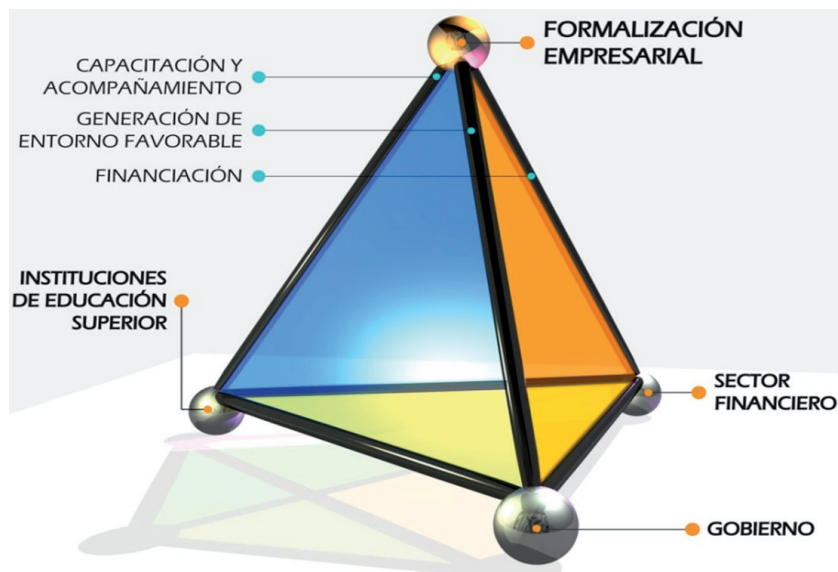 FORMALIZACIÓN
EMPRESARIAL
CAPACITACIÓN Y
ACOMPAÑAMIENTO
GENERACIÓN DE
ENTORNO FAVORABLE
FINANCIACIÓN
INSTITUCIONES
DE EDUCACIÓN
SUPERIOR
SECTOR
FINANCIERO
GOBIERNO